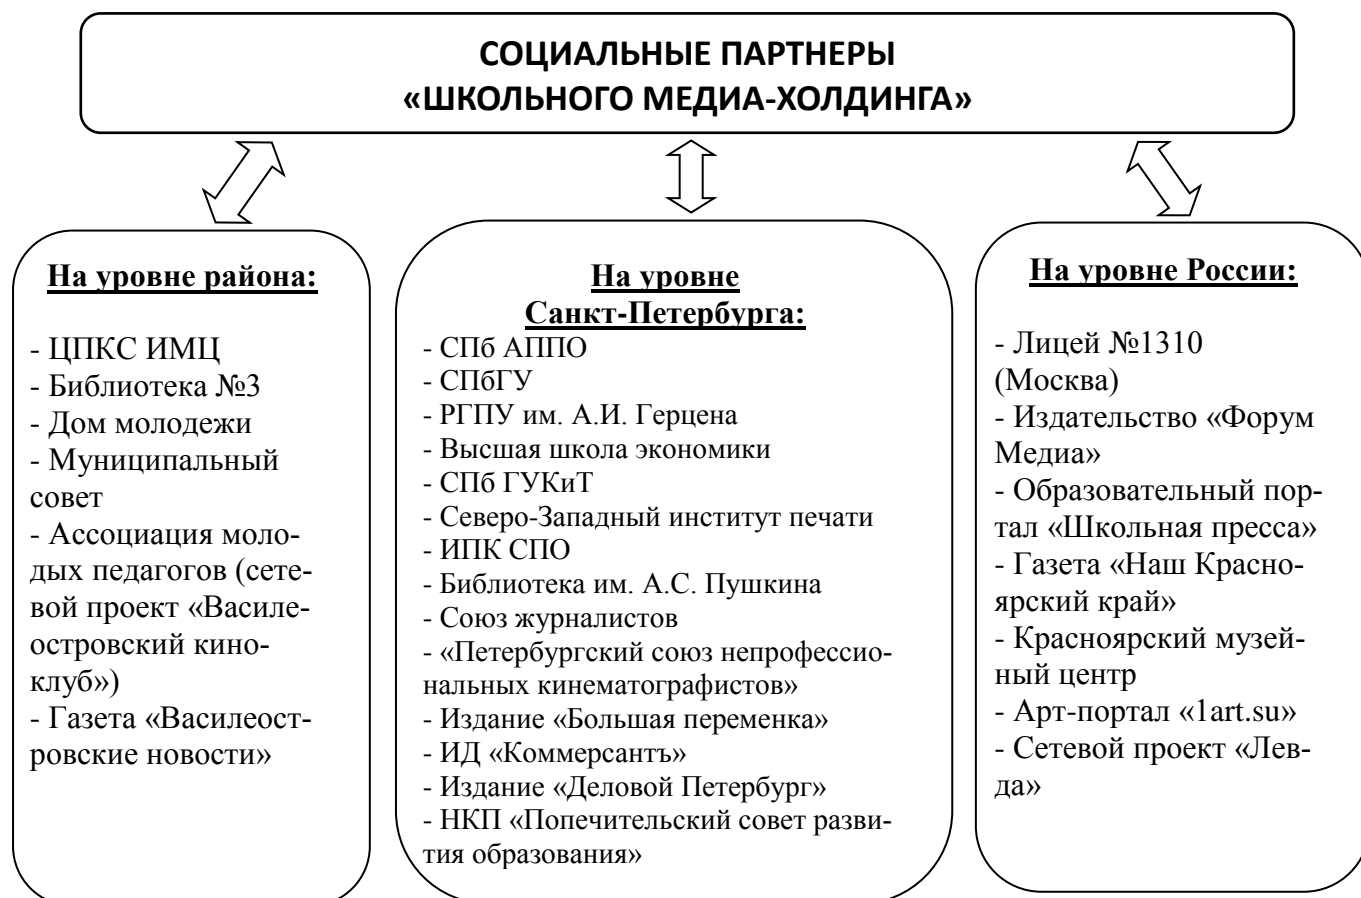 СОЦИАЛЬНЫЕ ПАРТНЕРЫ
«ШКОЛЬНОГО МЕДИА-ХОЛДИНГА»
На уровне района:
- ЦПКС ИМЦ
- Библиотека №3
- Дом молодежи
- Муниципальный
совет
- Ассоциация моло-
дых педагогов (сете-
вой проект «Василе-
островский кино-
клуб»)
- Газета «Василеост-
ровские новости»
На уровне
Санкт-Петербурга:
- СПб АППО
- СПбГУ
- РГПУ им. А.И. Герцена
- Высшая школа экономики
- СПб ГУКиТ
- Северо-Западный институт печати
- ИПК СПО
- Библиотека им. А.С. Пушкина
- Союз журналистов
- «Петербургский союз непрофессио-
нальных кинематографистов»
- Издание «Большая переменка»
- ИД «Коммерсантъ»
- Издание «Деловой Петербург»
- НКП «Попечительский совет разви-
тия образования»
На уровне России:
- Лицей №1310
(Москва)
- Издательство «Форум
Медиа»
- Образовательный пор-
тал «Школьная пресса»
- Газета «Наш Красно-
ярский край»
- Красноярский музей-
ный центр
- Арт-портал «1art.su»
- Сетевой проект «Лев-
да»